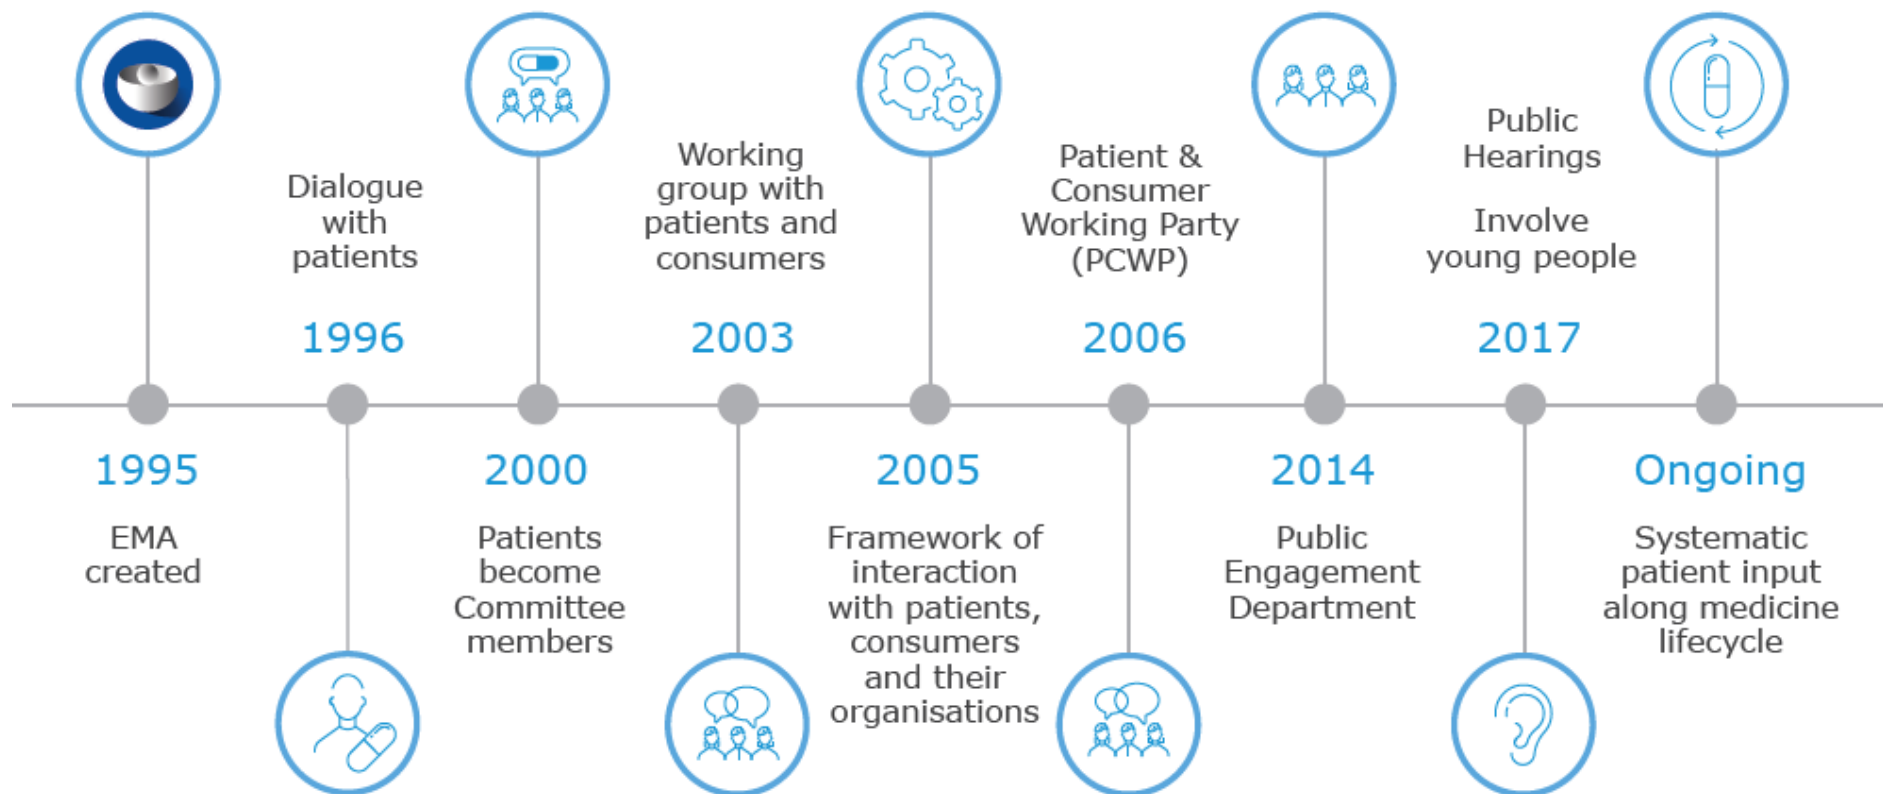 1995
EMA
created
Dialogue
with
patients
1996
2000
Patients
become
Committee
members
Working
group with
patients and
consumers
2003
2005
Framework of
interaction
with patients,
consumers
and their
organisations
Patient &
Consumer
Working Party
(PCWP)
2006
2014
Public
Engagement
Department
Public
Hearings
Involve
young people
2017
Ongoing
Systematic
patient input
along medicine
lifecycle